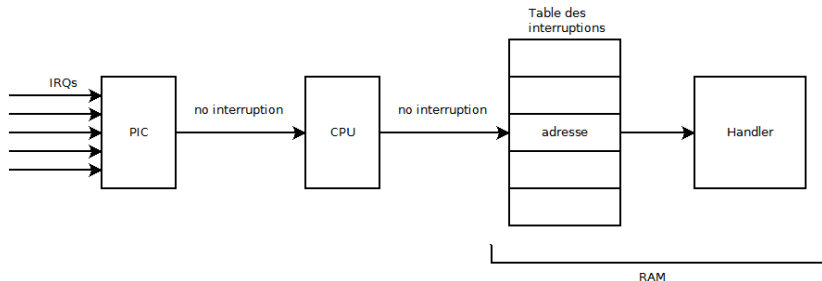 Table des
interruptions
IRQs
no interruption
no interruption
PIC
CPU
adresse
Handler
RAM